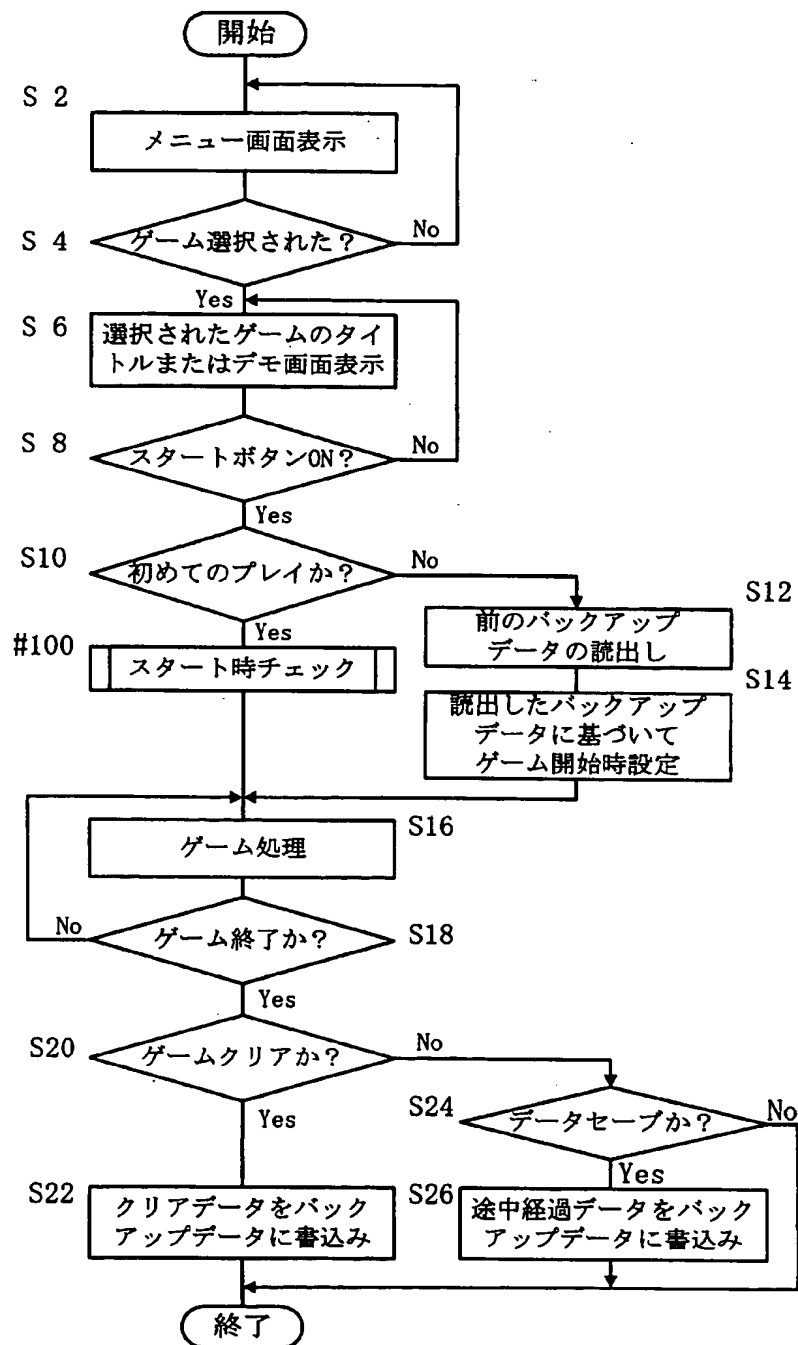 開始
S 2
メニュー画面表示
S 4
ゲーム選択された？
No
Yes
S 6
選択されたゲームのタイ
トルまたはデモ画面表示
S 8
スタートボタンON？
No
Yes
S10
初めてのプレイか？
No
Yes
S12
前のバックアップ
データの読出し
#100
スタート時チェック
S14
読出したバックアップ
データに基づいて
ゲーム開始時設定
S16
ゲーム処理
No
ゲーム終了か？
S18
Yes
S20
ゲームクリアか？
No
Yes
S24
データセーブか？
No
Yes
S22
クリアデータをバック
アップデータに書込み
S26
途中経過データをバック
アップデータに書込み
終了